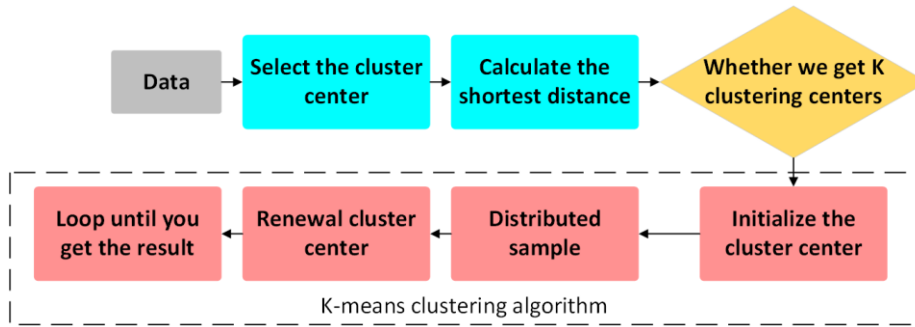 Data
Select the cluster
center
Calculate the
shortest distance
Whether we get K
clustering centers
Loop until you
get the result
Renewal cluster
center
Distributed
sample
Initialize the
cluster center
K-means clustering algorithm